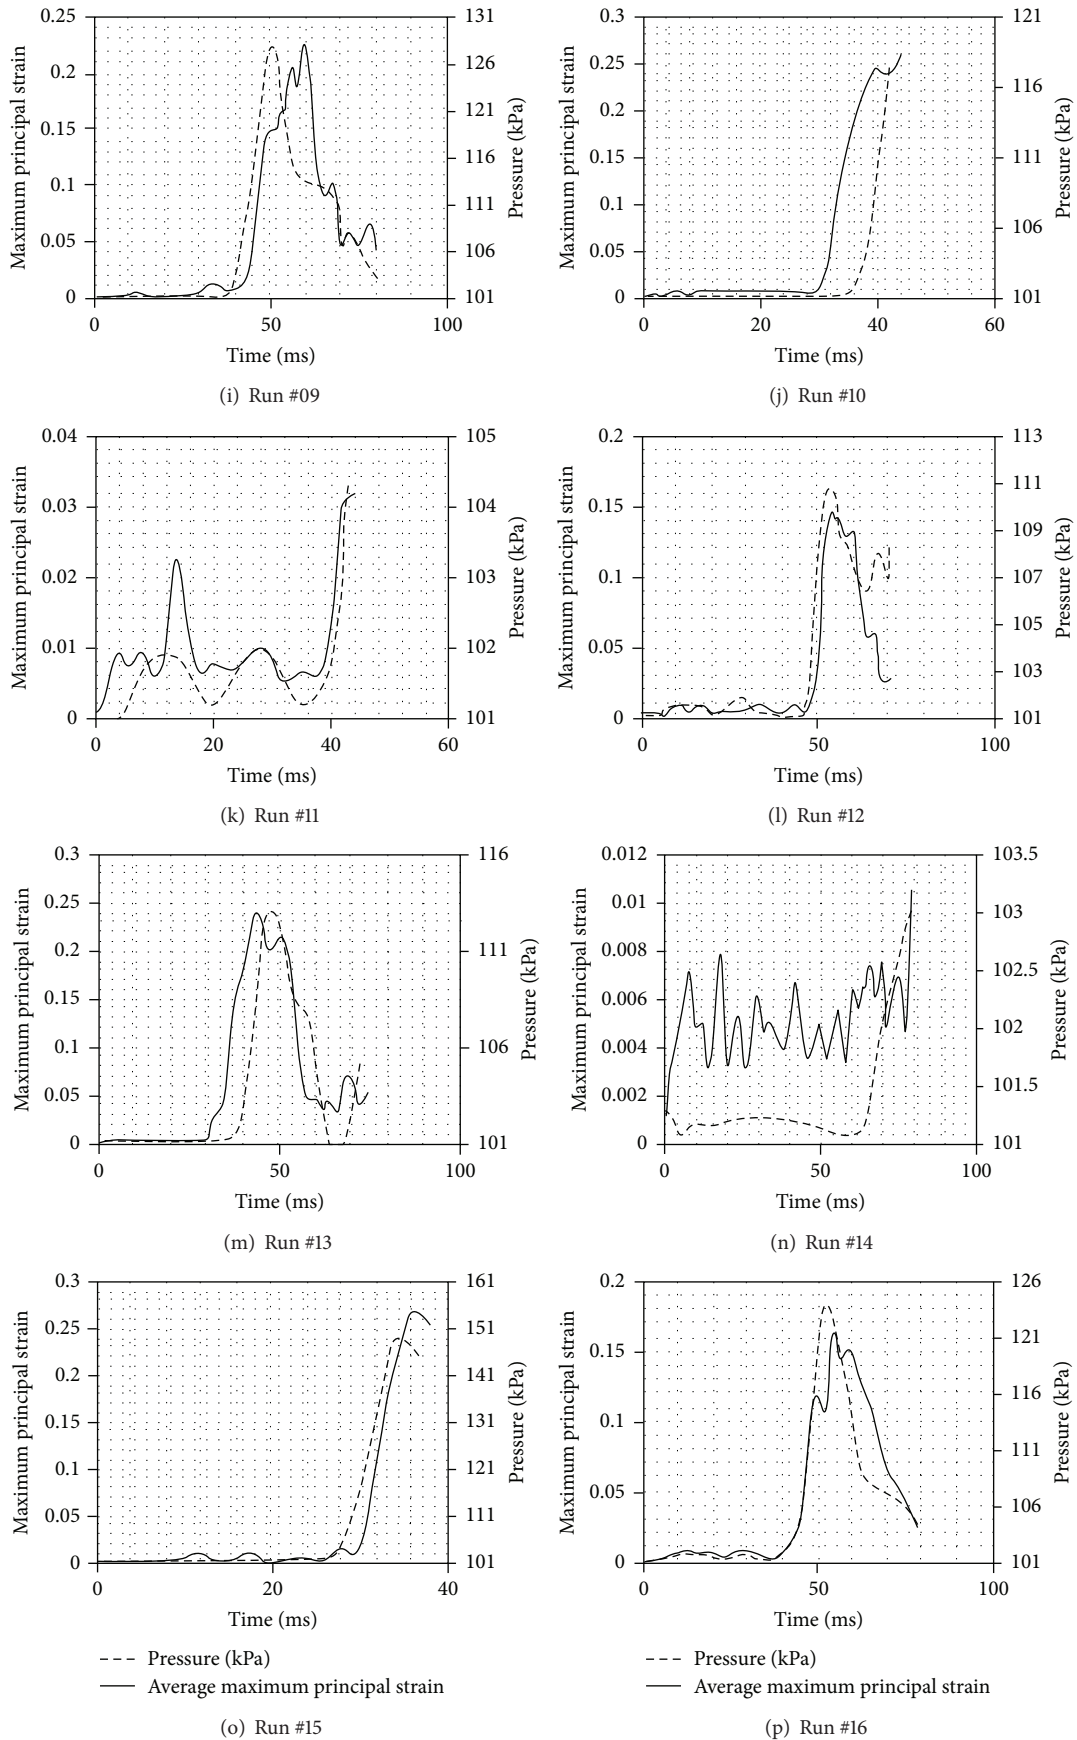 0.25
0.2
0.15
0.1
0.05
0
Maximum principal strain
131
126
121
116
111
106
101
Pressure (kPa)
0 50 100
Time (ms)
(i) Run #09
0.3
0.25
0.2
0.15
0.1
0.05
0
Maximum principal strain
121
116
111
106
101
Pressure (kPa)
0 20 40 60
Time (ms)
(j) Run #10
0.04
0.03
0.02
0.01
0
Maximum principal strain
105
104
103
102
101
Pressure (kPa)
0 20 40 60
Time (ms)
(k) Run #11
0.2
0.15
0.1
0.05
0
Maximum principal strain
113
111
109
107
105
103
101
Pressure (kPa)
0 50 100
Time (ms)
(l) Run #12
0.3
0.25
0.2
0.15
0.1
0.05
0
Maximum principal strain
116
111
106
101
Pressure (kPa)
0 50 100
Time (ms)
(m) Run #13
0.012
0.01
0.008
0.006
0.004
0.002
0
Maximum principal strain
103.5
103
102.5
102
101.5
101
Pressure (kPa)
0 50 100
Time (ms)
(n) Run #14
0.3
0.25
0.2
0.15
0.1
0.05
0
Maximum principal strain
161
151
141
131
121
111
101
Pressure (kPa)
0 20 40
Time (ms)
Pressure (kPa)
Average maximum principal strain
(o) Run #15
0.2
0.15
0.1
0.05
0
Maximum principal strain
126
121
116
111
106
101
Pressure (kPa)
0 50 100
Time (ms)
Pressure (kPa)
Average maximum principal strain
(p) Run #16